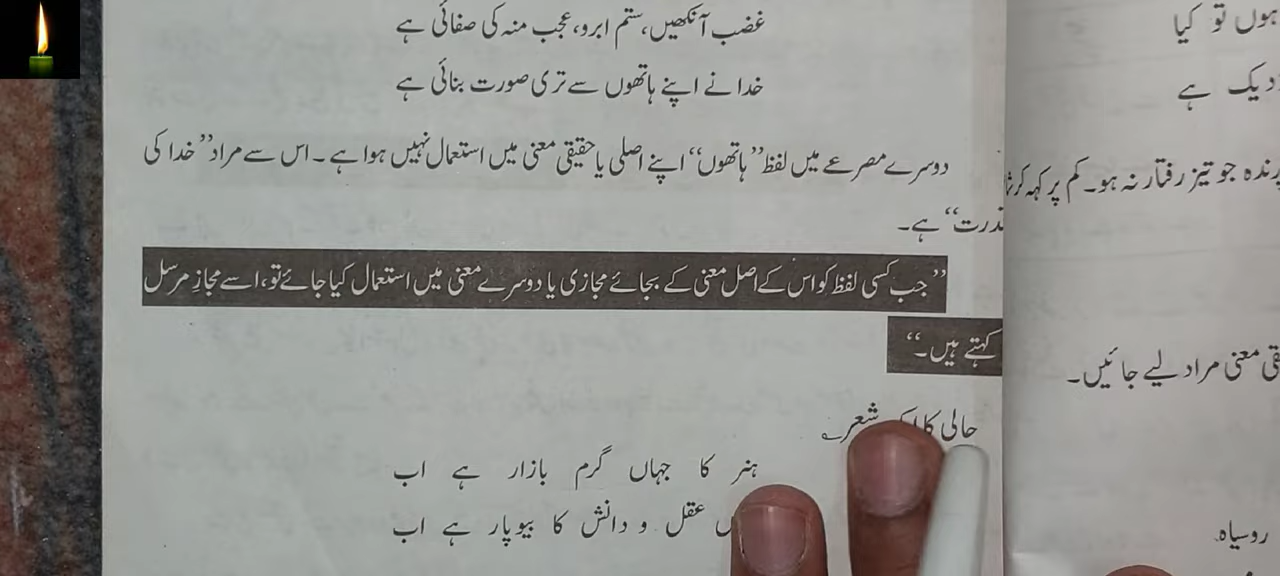 غضب آنکھیں، ستم ابرو، عجب منہ کی صفائی ہے
خدا نے اپنے ہاتھوں سے تری صورت بنائی ہے
دوسرے مصرعے میں لفظ ’’ہاتھوں‘‘ اپنے اصلی یا حقیقی معنی میں استعمال نہیں ہوا ہے۔ اس سے مراد ’’خدا کی
ہے۔
’’جب کسی لفظ کو اس کے اصل معنی کے بجائے مجازی یا دوسرے معنی میں استعمال کیا جائے تو، اسے مجازِ مرسل
کہتے ہیں۔‘‘
حالی کا شعر
ہنر کا جہاں گرم بازار ہے اب
عقل و دانش کا بیوپار ہے اب
ہوں تو کیا
ہے
جو تیز رفتار نہ ہو۔ کم پر کہہ کر
معنی مراد لیے جائیں۔
روسیاہ